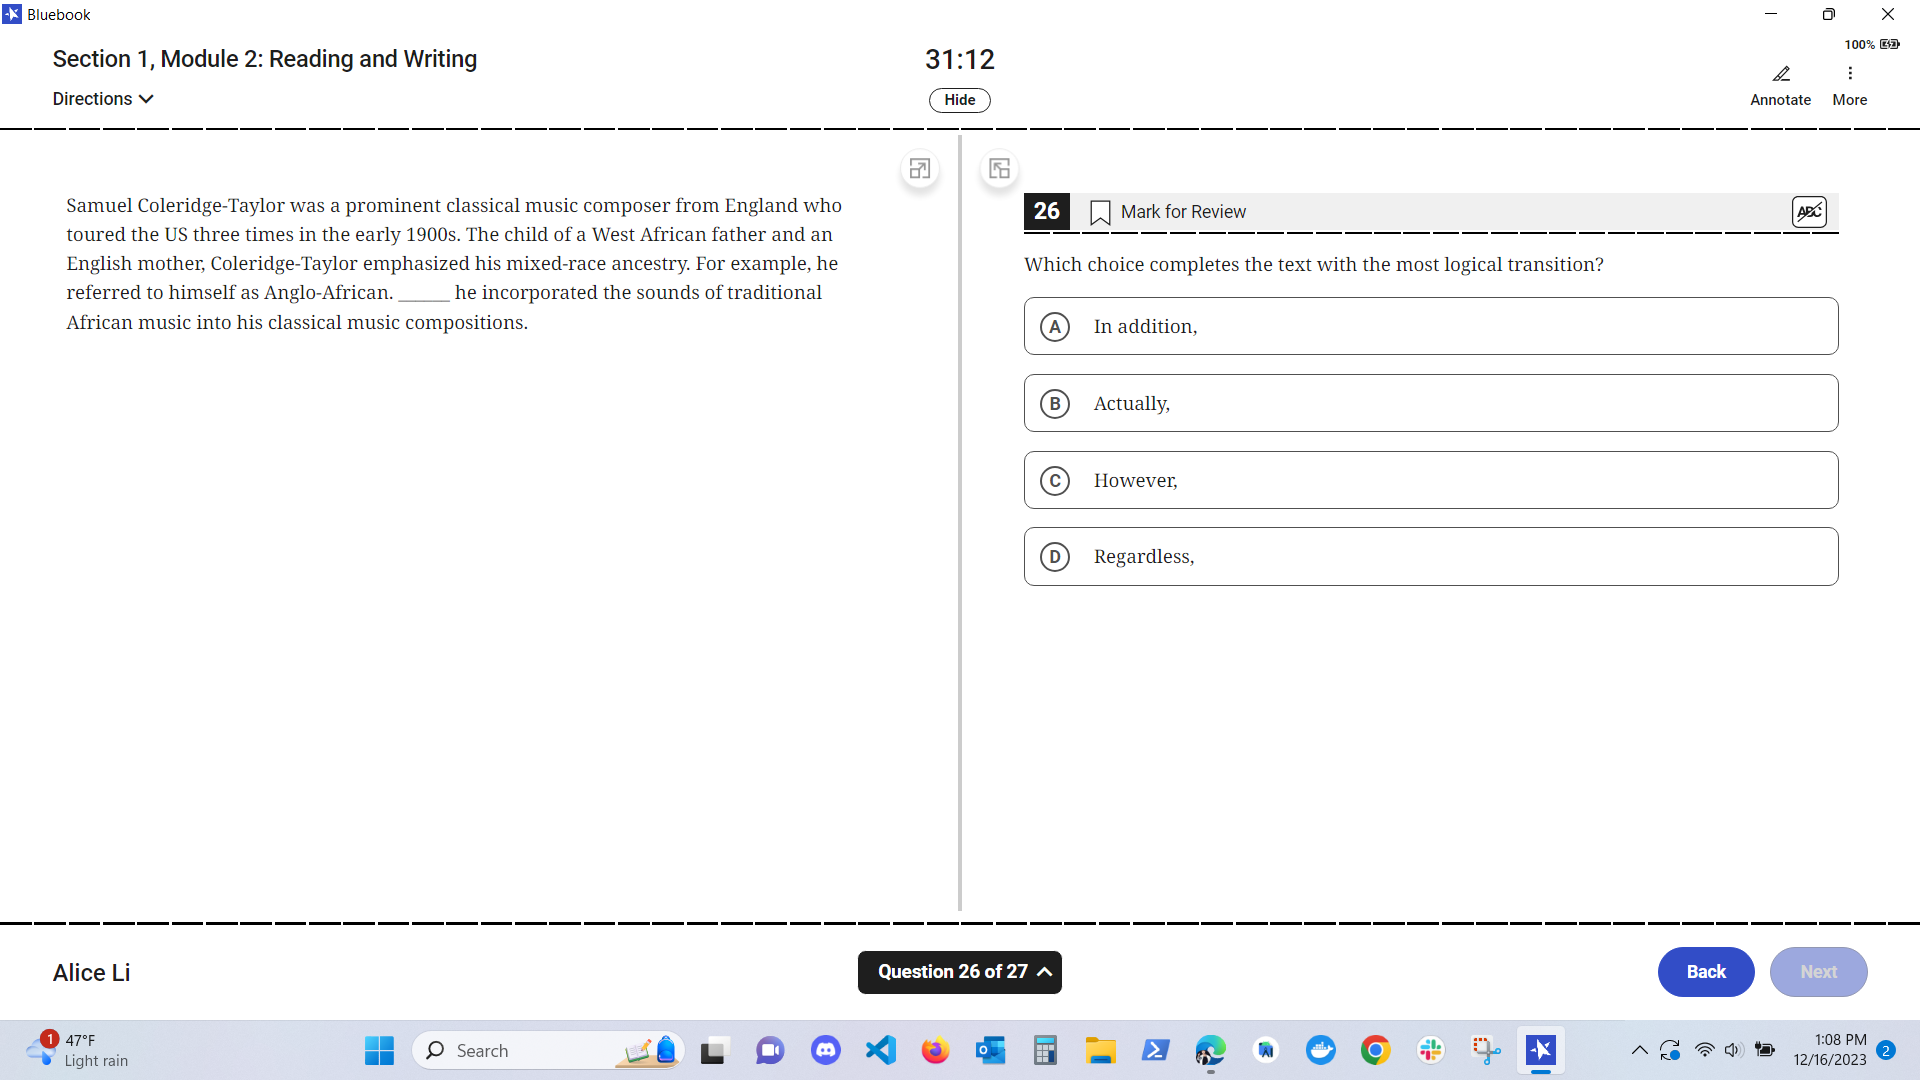 Bluebook
Section 1, Module 2: Reading and Writing
31:12
100%
Directions
Hide
Annotate
More
Samuel Coleridge-Taylor was a prominent classical music composer from England who
toured the US three times in the early 1900s. The child of a West African father and an
English mother, Coleridge-Taylor emphasized his mixed-race ancestry. For example, he
referred to himself as Anglo-African. ______ he incorporated the sounds of traditional
African music into his classical music compositions.
26
Mark for Review
ABC
Which choice completes the text with the most logical transition?
A In addition,
B Actually,
C However,
D Regardless,
Alice Li
Question 26 of 27
Back
Next
1
47°F
Light rain
Search
1:08 PM
12/16/2023
2